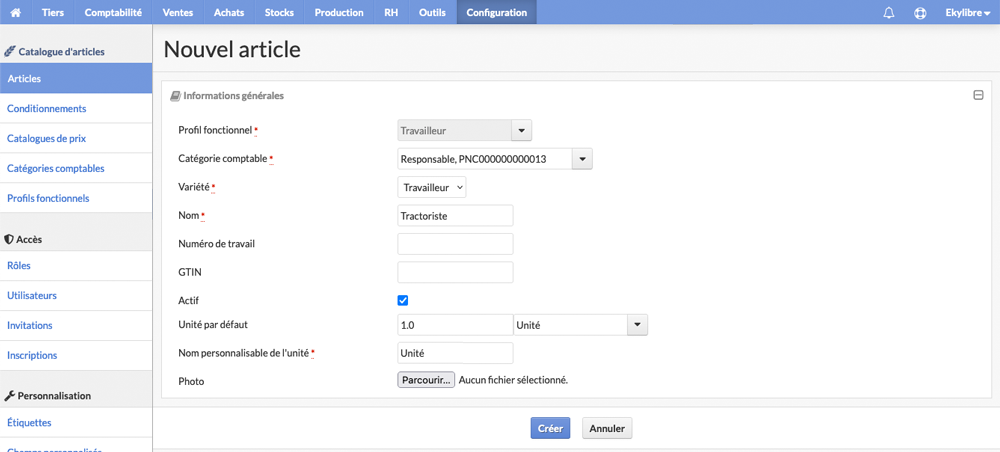 Tiers Comptabilité Ventes Achats Stocks Production RH Outils Configuration Ekylibre
Catalogue d'articles
Articles
Conditionnements
Catalogues de prix
Catégories comptables
Profils fonctionnels
Accès
Rôles
Utilisateurs
Invitations
Inscriptions
Personnalisation
Étiquettes
Champs personnalisés
Nouvel article
Informations générales
Profil fonctionnel * Travailleur
Catégorie comptable * Responsable, PNC000000000013
Variété * Travailleur
Nom * Tractoriste
Numéro de travail
GTIN
Actif
Unité par défaut 1.0 Unité
Nom personnalisable de l'unité * Unité
Photo Parcourir... Aucun fichier sélectionné.
Créer Annuler